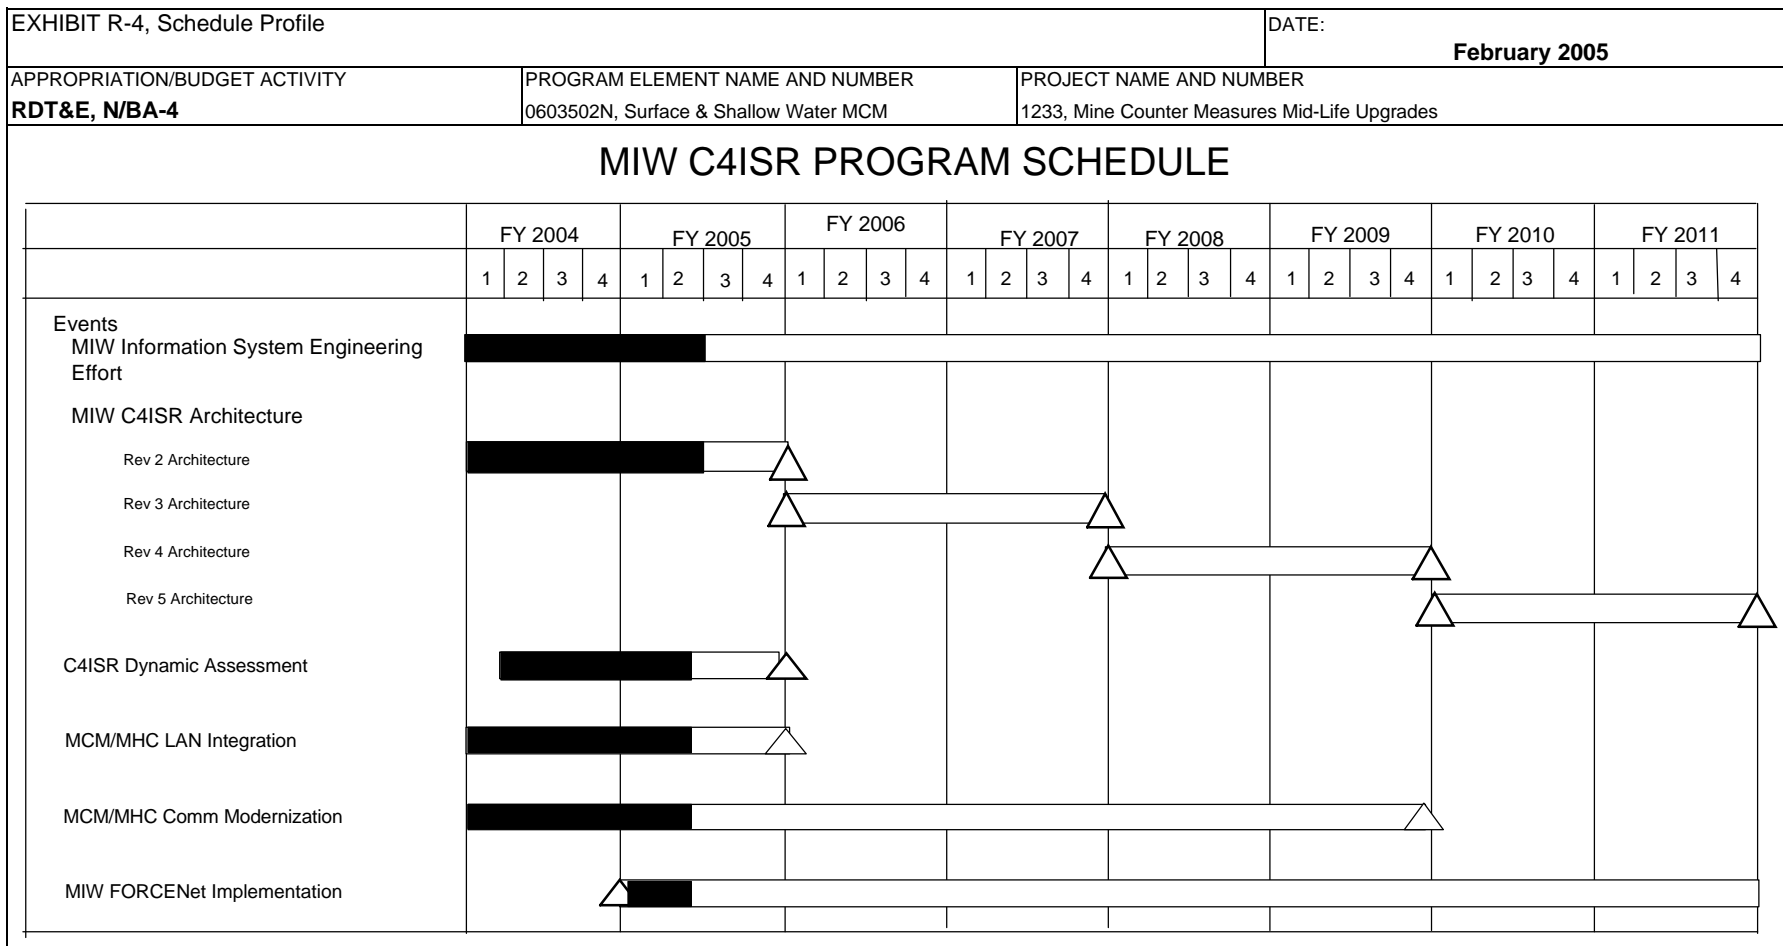 EXHIBIT R-4, Schedule Profile
DATE:
February 2005
APPROPRIATION/BUDGET ACTIVITY
PROGRAM ELEMENT NAME AND NUMBER
PROJECT NAME AND NUMBER
RDT&E, N/BA-4
0603502N, Surface & Shallow Water MCM
1233, Mine Counter Measures Mid-Life Upgrades
MIW C4ISR PROGRAM SCHEDULE
FY 2004 FY 2005 FY 2006 FY 2007 FY 2008 FY 2009 FY 2010 FY 2011
1 2 3 4 1 2 3 4 1 2 3 4 1 2 3 4 1 2 3 4 1 2 3 4 1 2 3 4 1 2 3 4
Events
MIW Information System Engineering
Effort
MIW C4ISR Architecture
Rev 2 Architecture
Rev 3 Architecture
Rev 4 Architecture
Rev 5 Architecture
C4ISR Dynamic Assessment
MCM/MHC LAN Integration
MCM/MHC Comm Modernization
MIW FORCENet Implementation